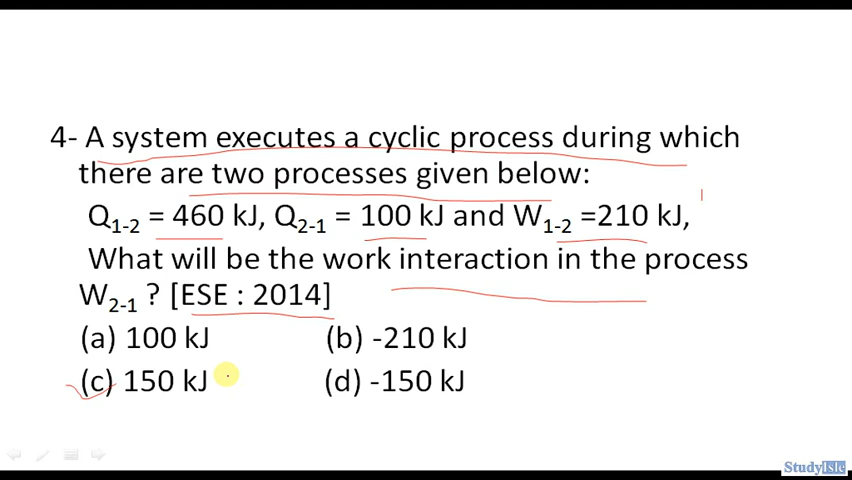 4- A system executes a cyclic process during which
there are two processes given below:
Q1-2 = 460 kJ, Q2-1 = 100 kJ and W1-2 =210 kJ,
What will be the work interaction in the process
W2-1 ? [ESE : 2014]
(a) 100 kJ (b) -210 kJ
(c) 150 kJ (d) -150 kJ
StudyIsle